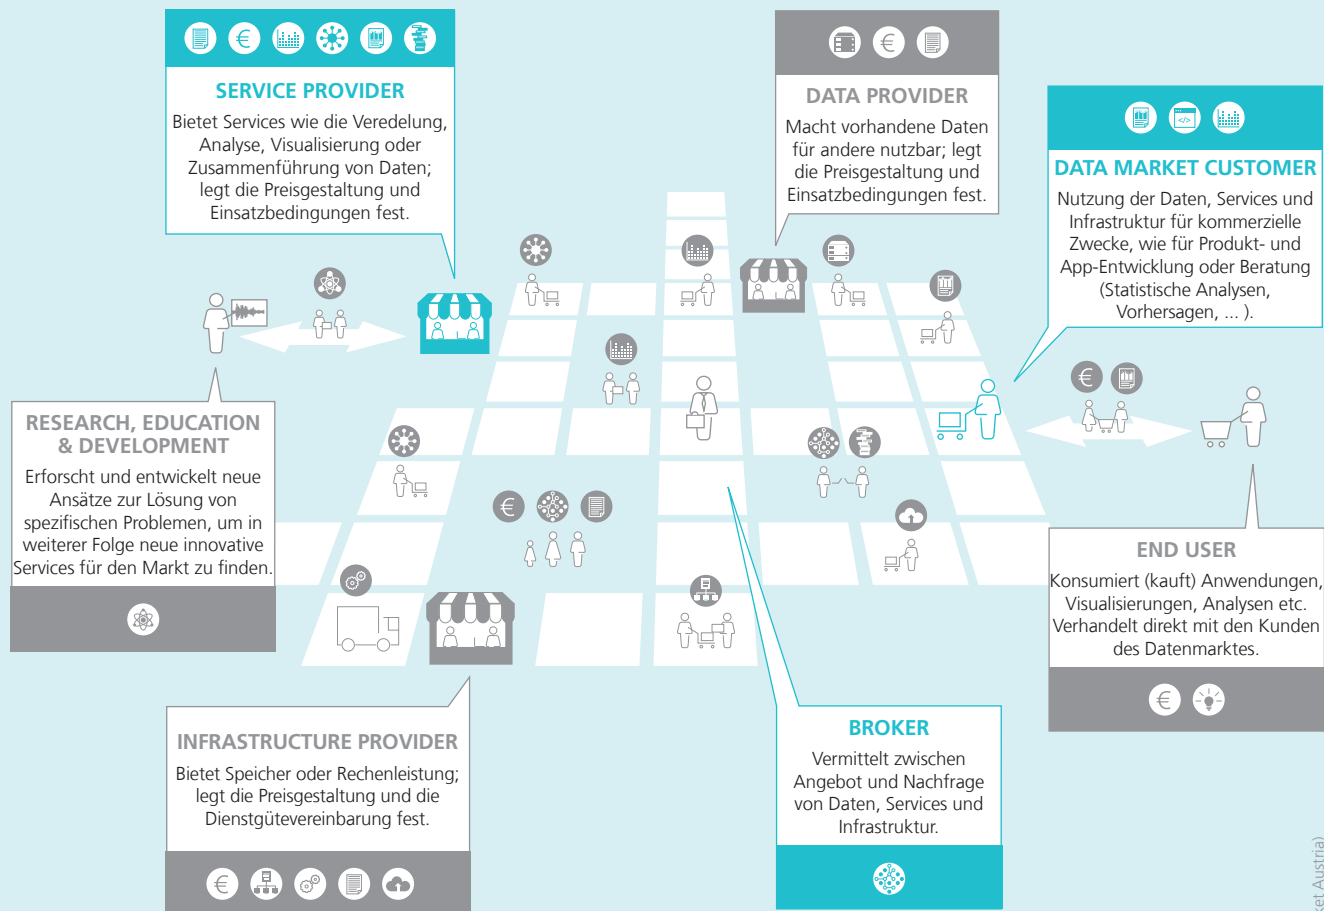 SERVICE PROVIDER
Bietet Services wie die Veredelung,
Analyse, Visualisierung oder
Zusammenführung von Daten;
legt die Preisgestaltung und
Einsatzbedingungen fest.
DATA PROVIDER
Macht vorhandene Daten
für andere nutzbar; legt
die Preisgestaltung und
Einsatzbedingungen fest.
DATA MARKET CUSTOMER
Nutzung der Daten, Services und
Infrastruktur für kommerzielle
Zwecke, wie für Produkt- und
App-Entwicklung oder Beratung
(Statistische Analysen,
Vorhersagen, ... ).
RESEARCH, EDUCATION
& DEVELOPMENT
Erforscht und entwickelt neue
Ansätze zur Lösung von
spezifischen Problemen, um in
weiterer Folge neue innovative
Services für den Markt zu finden.
END USER
Konsumiert (kauft) Anwendungen,
Visualisierungen, Analysen etc.
Verhandelt direkt mit den Kunden
des Datenmarktes.
INFRASTRUCTURE PROVIDER
Bietet Speicher oder Rechenleistung;
legt die Preisgestaltung und die
Dienstgütevereinbarung fest.
BROKER
Vermittelt zwischen
Angebot und Nachfrage
von Daten, Services und
Infrastruktur.
Austria)